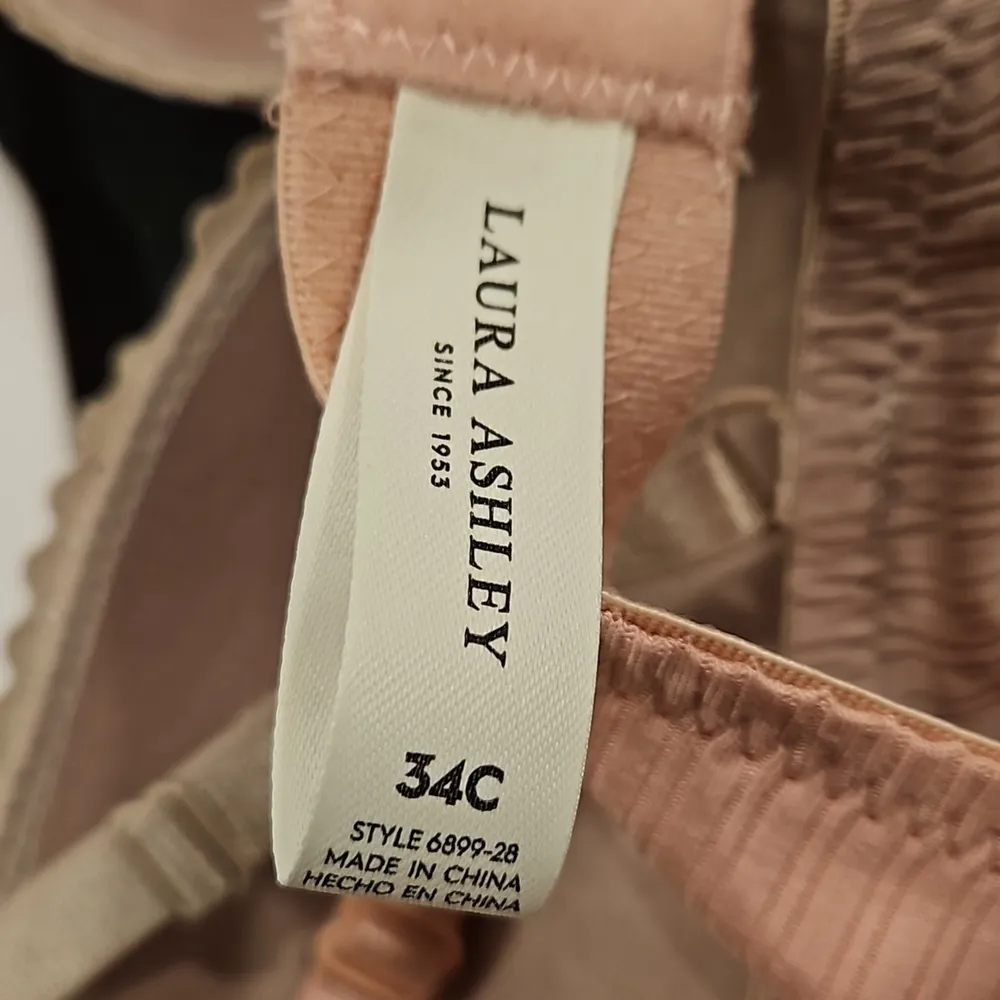 LAURA ASHLEY
SINCE 1953
34C
STYLE 6899-28
MADE IN CHINA
HECHO EN CHINA